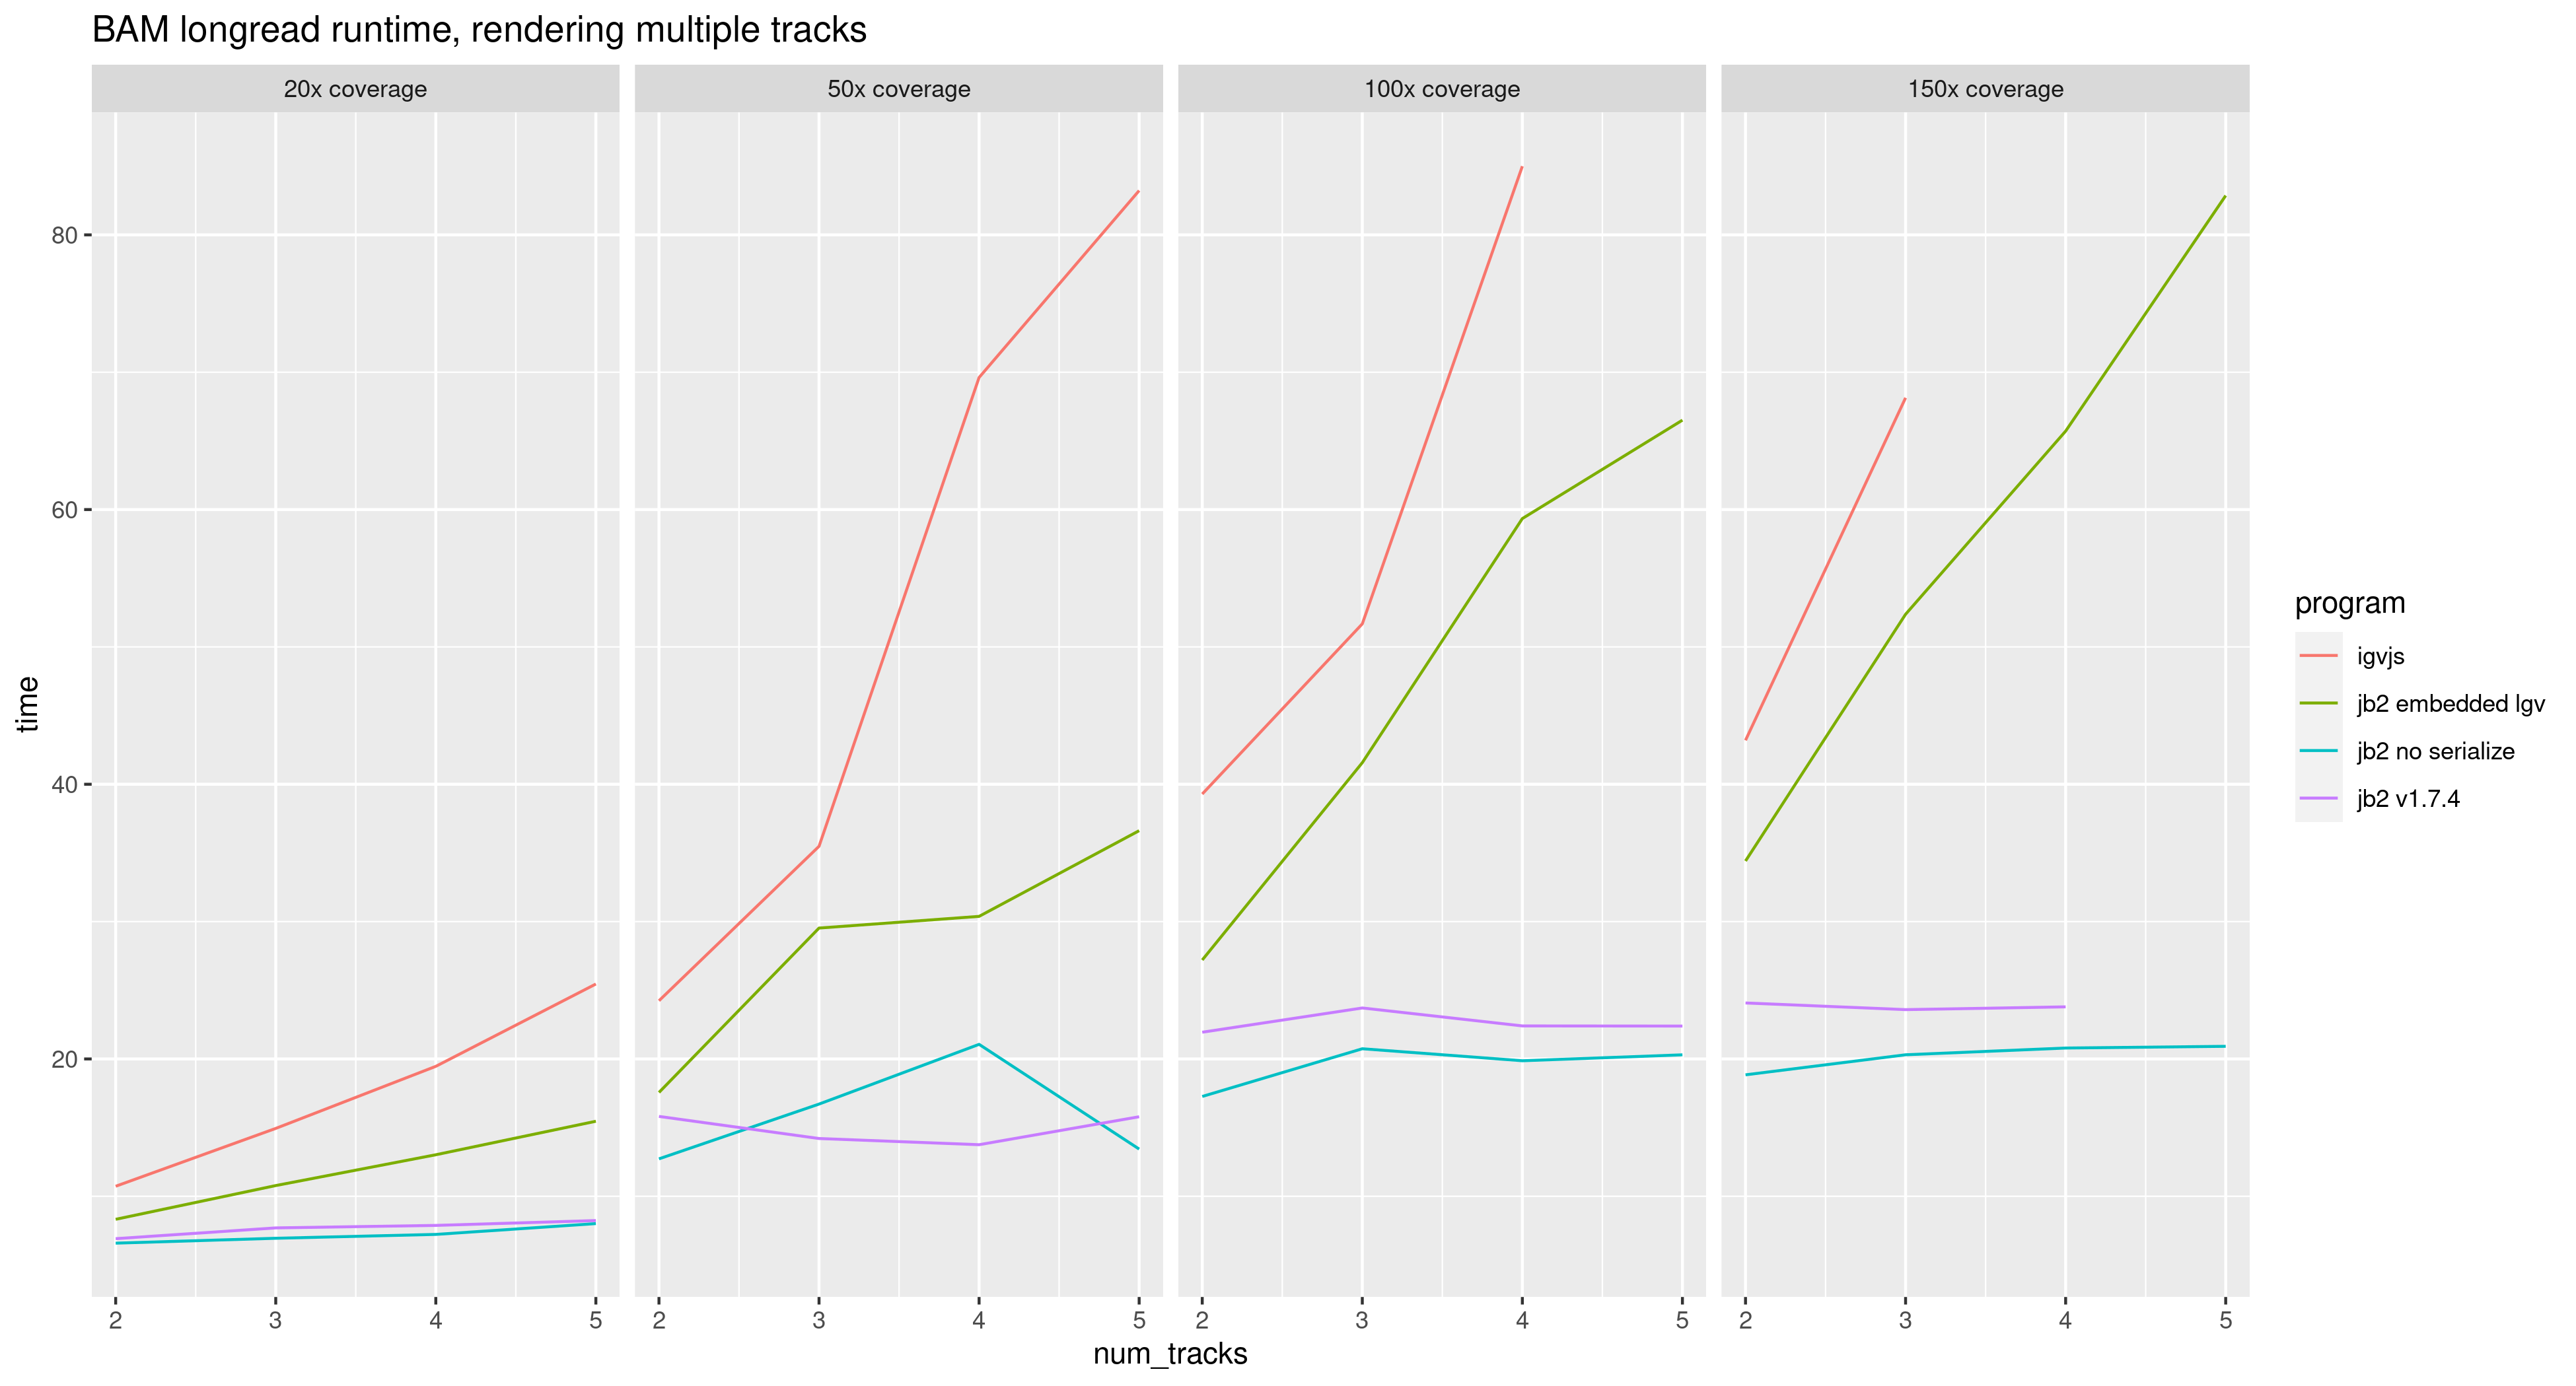 BAM longread runtime, rendering multiple tracks
20x coverage
50x coverage
100x coverage
150x coverage
80
60
40
20
time
2 3 4 5
2 3 4 5
2 3 4 5
2 3 4 5
num_tracks
program
igvjs
jb2 embedded lgv
jb2 no serialize
jb2 v1.7.4